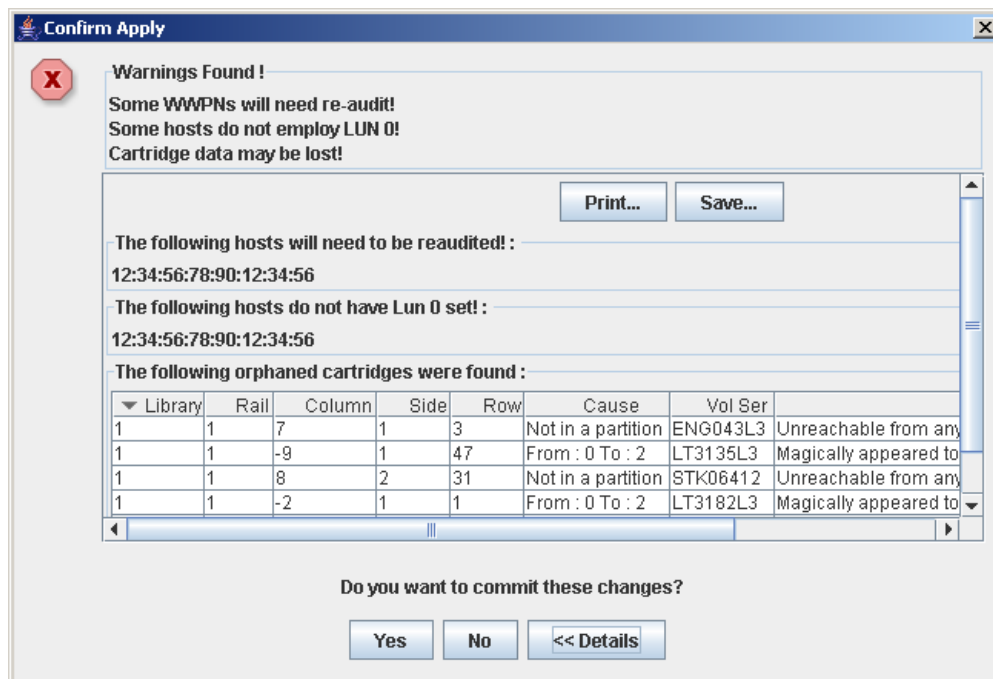 Confirm Apply
Warnings Found !
Some WWPNs will need re-audit!
Some hosts do not employ LUN 0!
Cartridge data may be lost!
Print... Save...
The following hosts will need to be reaudited! :
12:34:56:78:90:12:34:56
The following hosts do not have Lun 0 set! :
12:34:56:78:90:12:34:56
The following orphaned cartridges were found :
Library Rail Column Side Row Cause Vol Ser
1 1 7 1 3 Not in a partition ENG043L3 Unreachable from any
1 1 -9 1 47 From : 0 To : 2 LT3135L3 Magically appeared to
1 1 8 2 31 Not in a partition STK06412 Unreachable from any
1 1 -2 1 1 From : 0 To : 2 LT3182L3 Magically appeared to
Do you want to commit these changes?
Yes No << Details